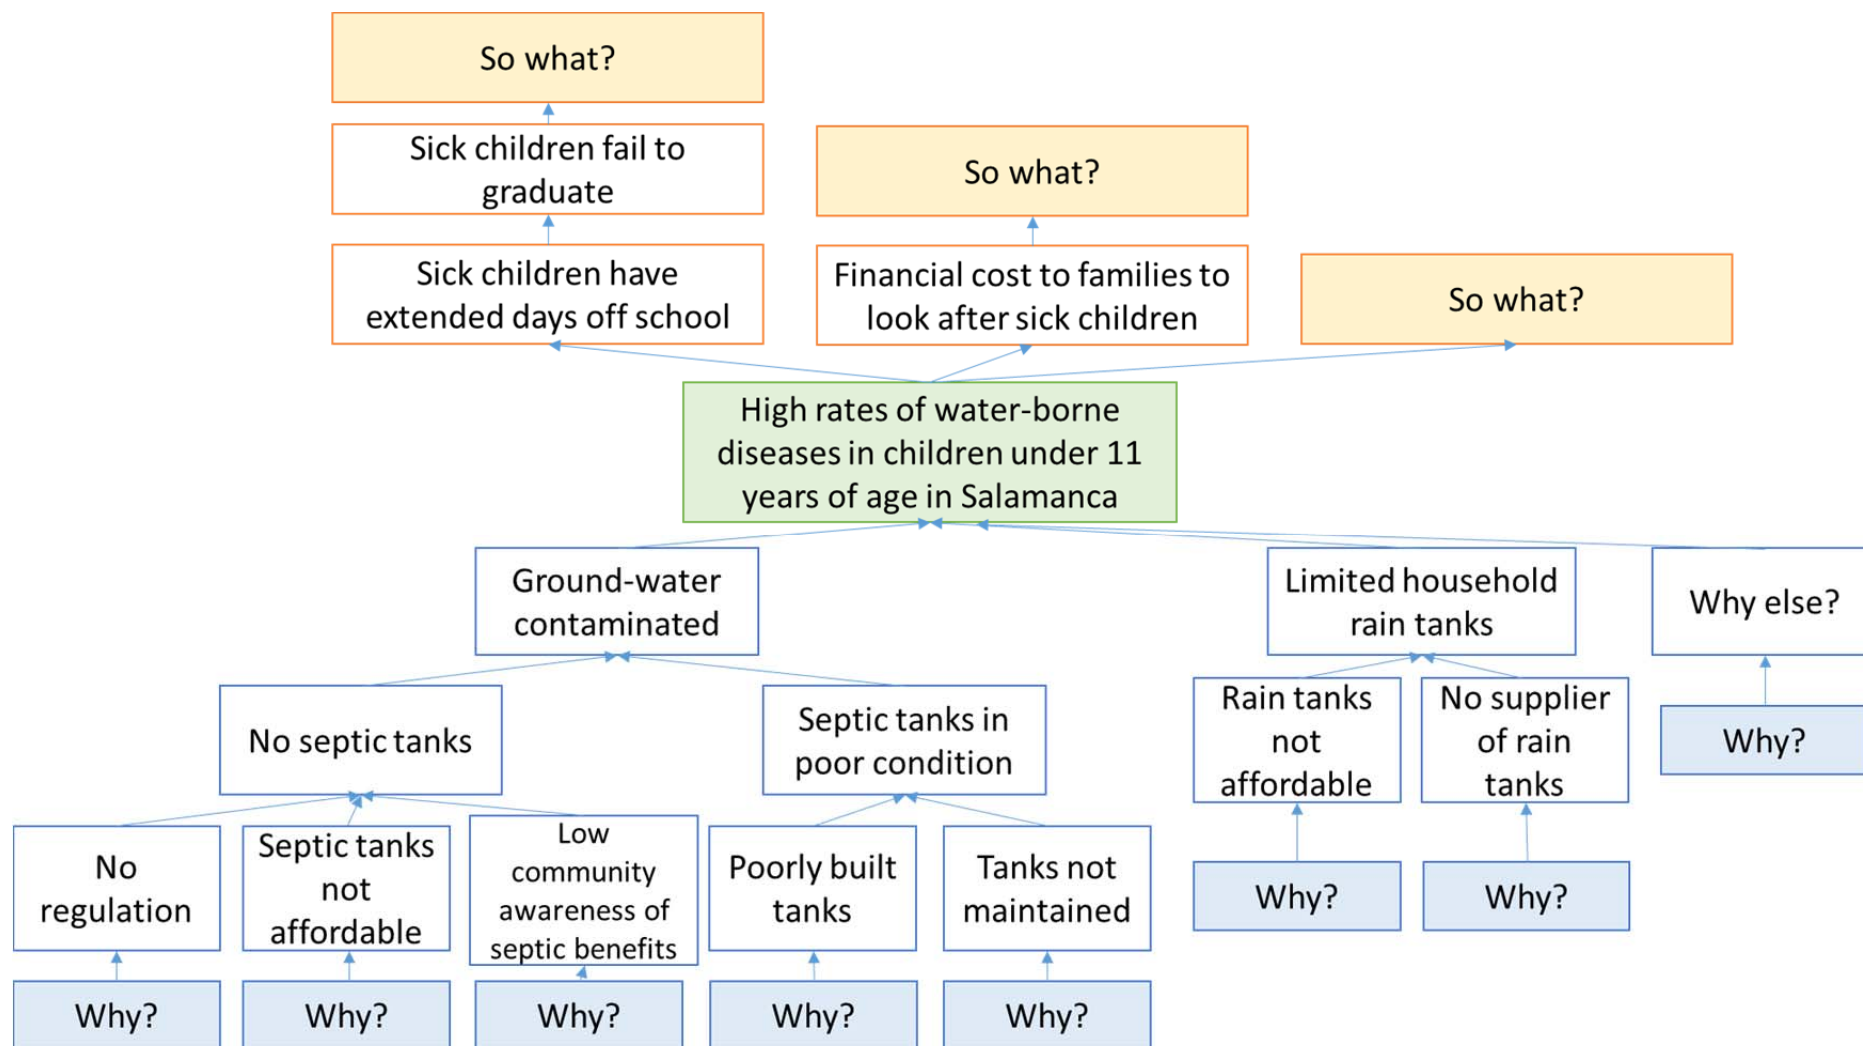 So what?
Sick children fail to
graduate
So what?
Sick children have
extended days off school
Financial cost to families to
look after sick children
So what?
High rates of water-borne
diseases in children under 11
years of age in Salamanca
Ground-water
contaminated
Limited household
rain tanks
Why else?
No septic tanks
Septic tanks in
poor condition
Rain tanks
not
affordable
No supplier
of rain
tanks
Why?
No
regulation
Septic tanks
not
affordable
Low
community
awareness of
septic benefits
Poorly built
tanks
Tanks not
maintained
Why?
Why?
Why?
Why?
Why?
Why?
Why?